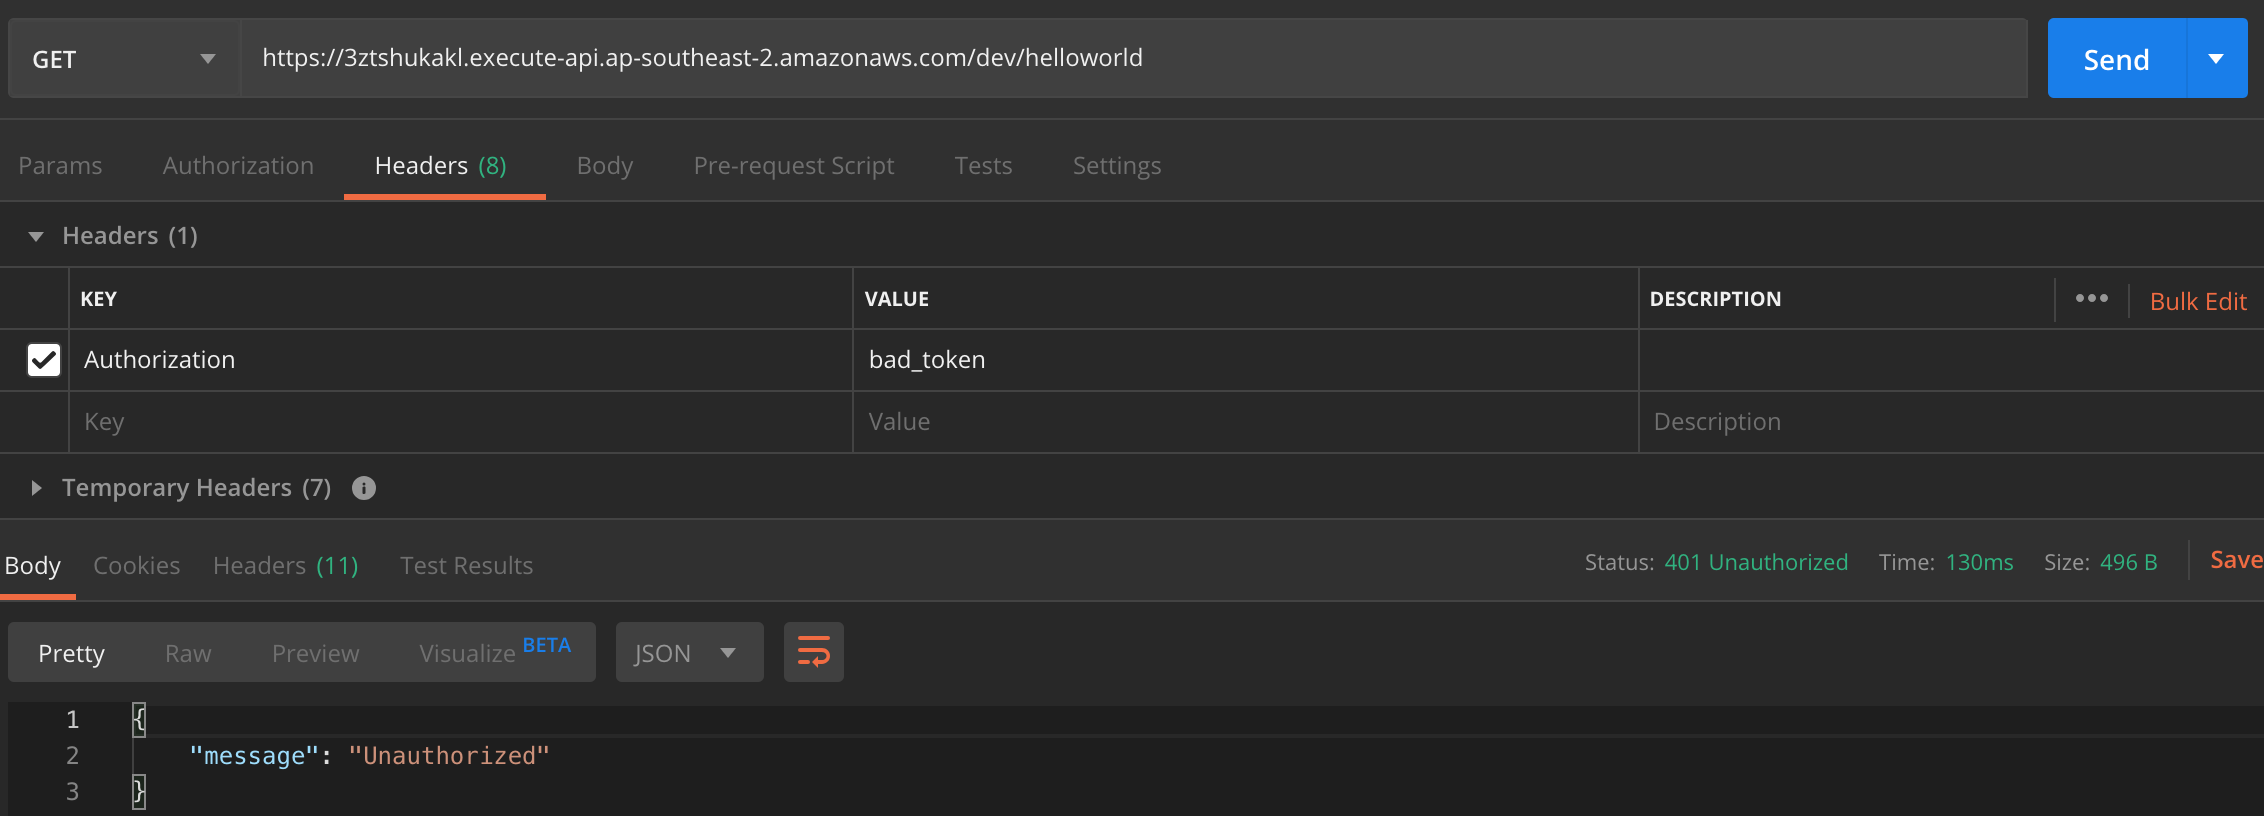 GET https://3ztshukakl.execute-api.ap-southeast-2.amazonaws.com/dev/helloworld Send
Params Authorization Headers (8) Body Pre-request Script Tests Settings
Headers (1)
KEY VALUE DESCRIPTION ••• Bulk Edit
Authorization bad_token
Key Value Description
Temporary Headers (7) i
Body Cookies Headers (11) Test Results Status: 401 Unauthorized Time: 130ms Size: 496 B Save
Pretty Raw Preview Visualize BETA JSON
1 {
2 "message": "Unauthorized"
3 }